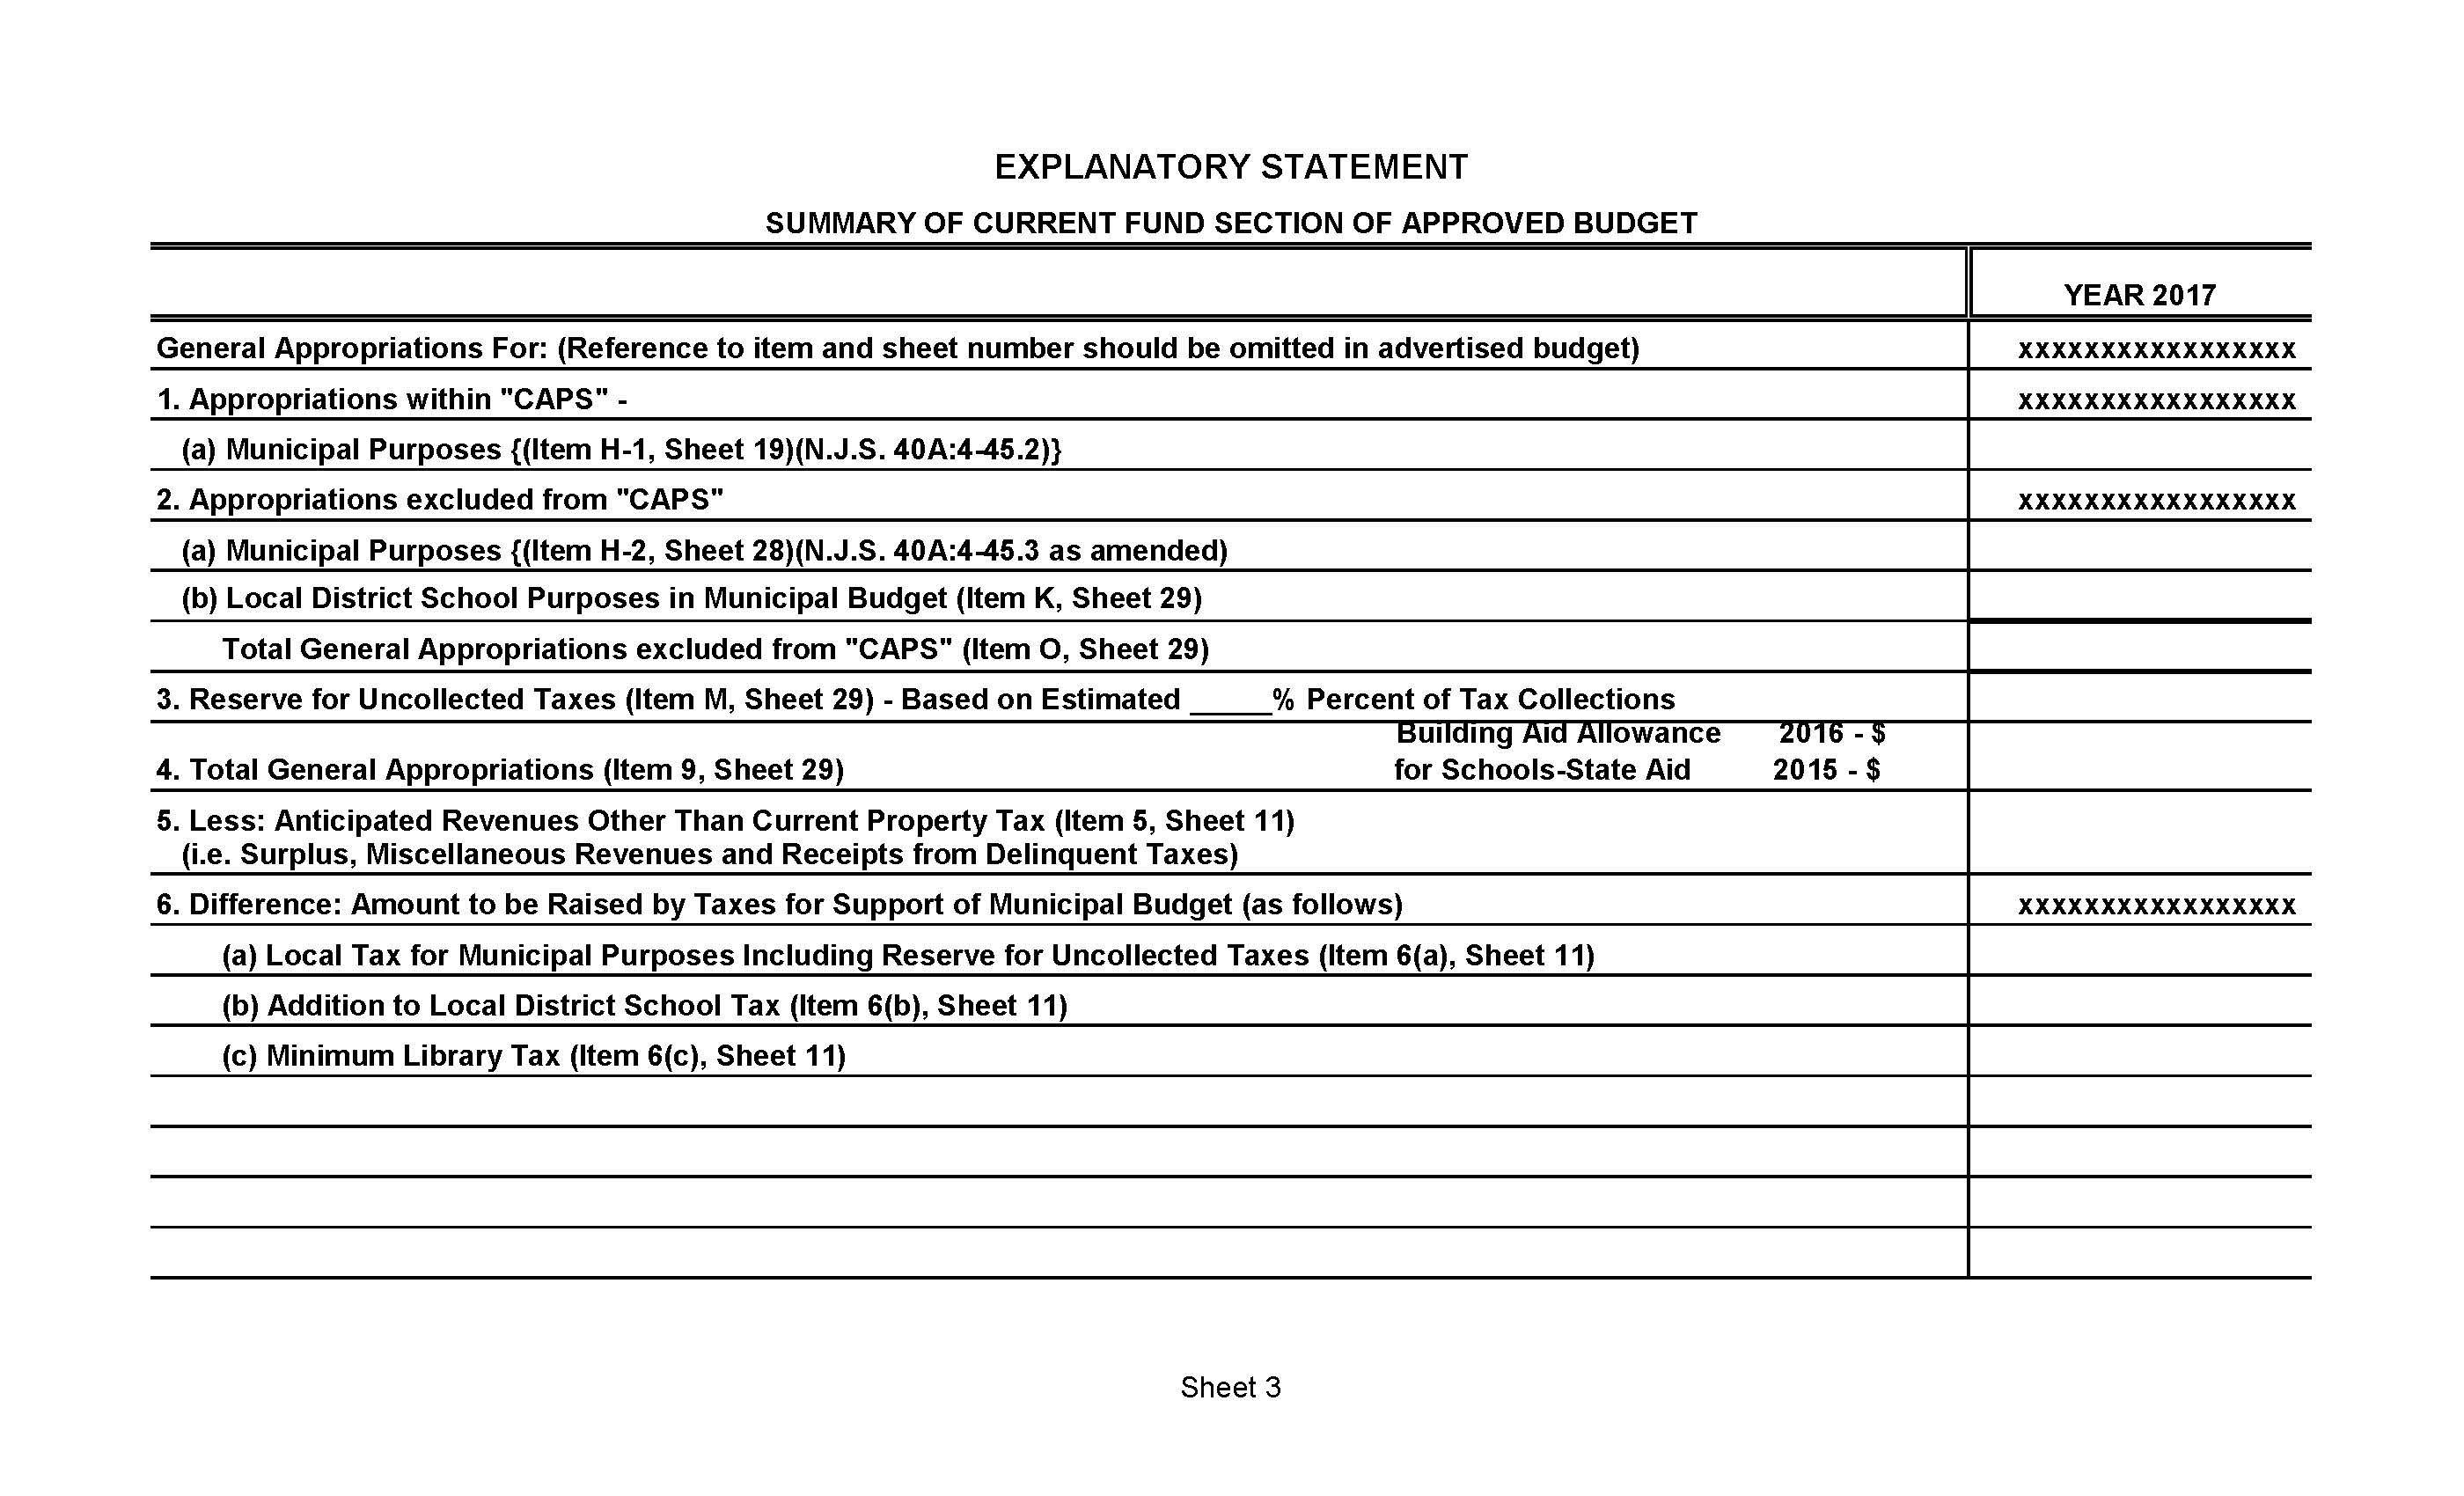 EXPLANATORY STATEMENT
SUMMARY OF CURRENT FUND SECTION OF APPROVED BUDGET
YEAR 2017
General Appropriations For: (Reference to item and sheet number should be omitted in advertised budget) xxxxxxxxxxxxxxxxx
1. Appropriations within "CAPS" - xxxxxxxxxxxxxxxxx
(a) Municipal Purposes {(Item H-1, Sheet 19)(N.J.S. 40A:4-45.2)}
2. Appropriations excluded from "CAPS" xxxxxxxxxxxxxxxxx
(a) Municipal Purposes {(Item H-2, Sheet 28)(N.J.S. 40A:4-45.3 as amended)
(b) Local District School Purposes in Municipal Budget (Item K, Sheet 29)
Total General Appropriations excluded from "CAPS" (Item O, Sheet 29)
3. Reserve for Uncollected Taxes (Item M, Sheet 29) - Based on Estimated _____% Percent of Tax Collections
Building Aid Allowance 2016 - $
4. Total General Appropriations (Item 9, Sheet 29) for Schools-State Aid 2015 - $
5. Less: Anticipated Revenues Other Than Current Property Tax (Item 5, Sheet 11)
(i.e. Surplus, Miscellaneous Revenues and Receipts from Delinquent Taxes)
6. Difference: Amount to be Raised by Taxes for Support of Municipal Budget (as follows) xxxxxxxxxxxxxxxxx
(a) Local Tax for Municipal Purposes Including Reserve for Uncollected Taxes (Item 6(a), Sheet 11)
(b) Addition to Local District School Tax (Item 6(b), Sheet 11)
(c) Minimum Library Tax (Item 6(c), Sheet 11)
Sheet 3